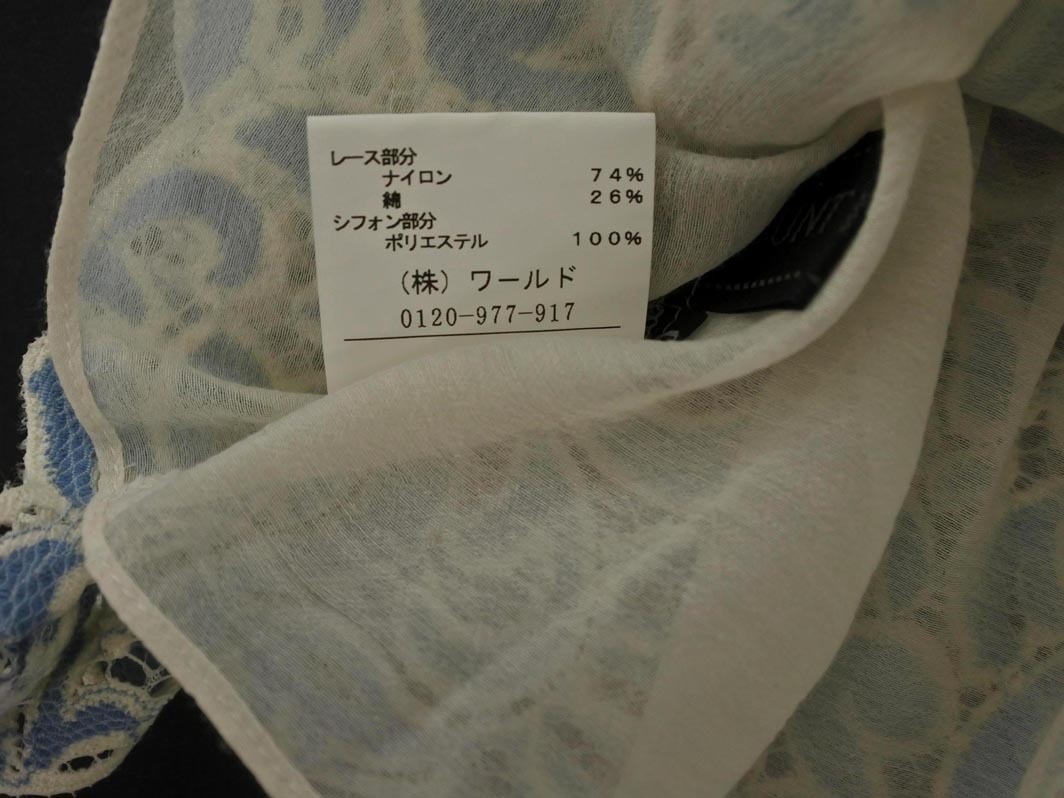 レース部分
ナイロン 74%
綿 26%
シフォン部分
ポリエステル 100%
(株) ワールド
0120-977-917